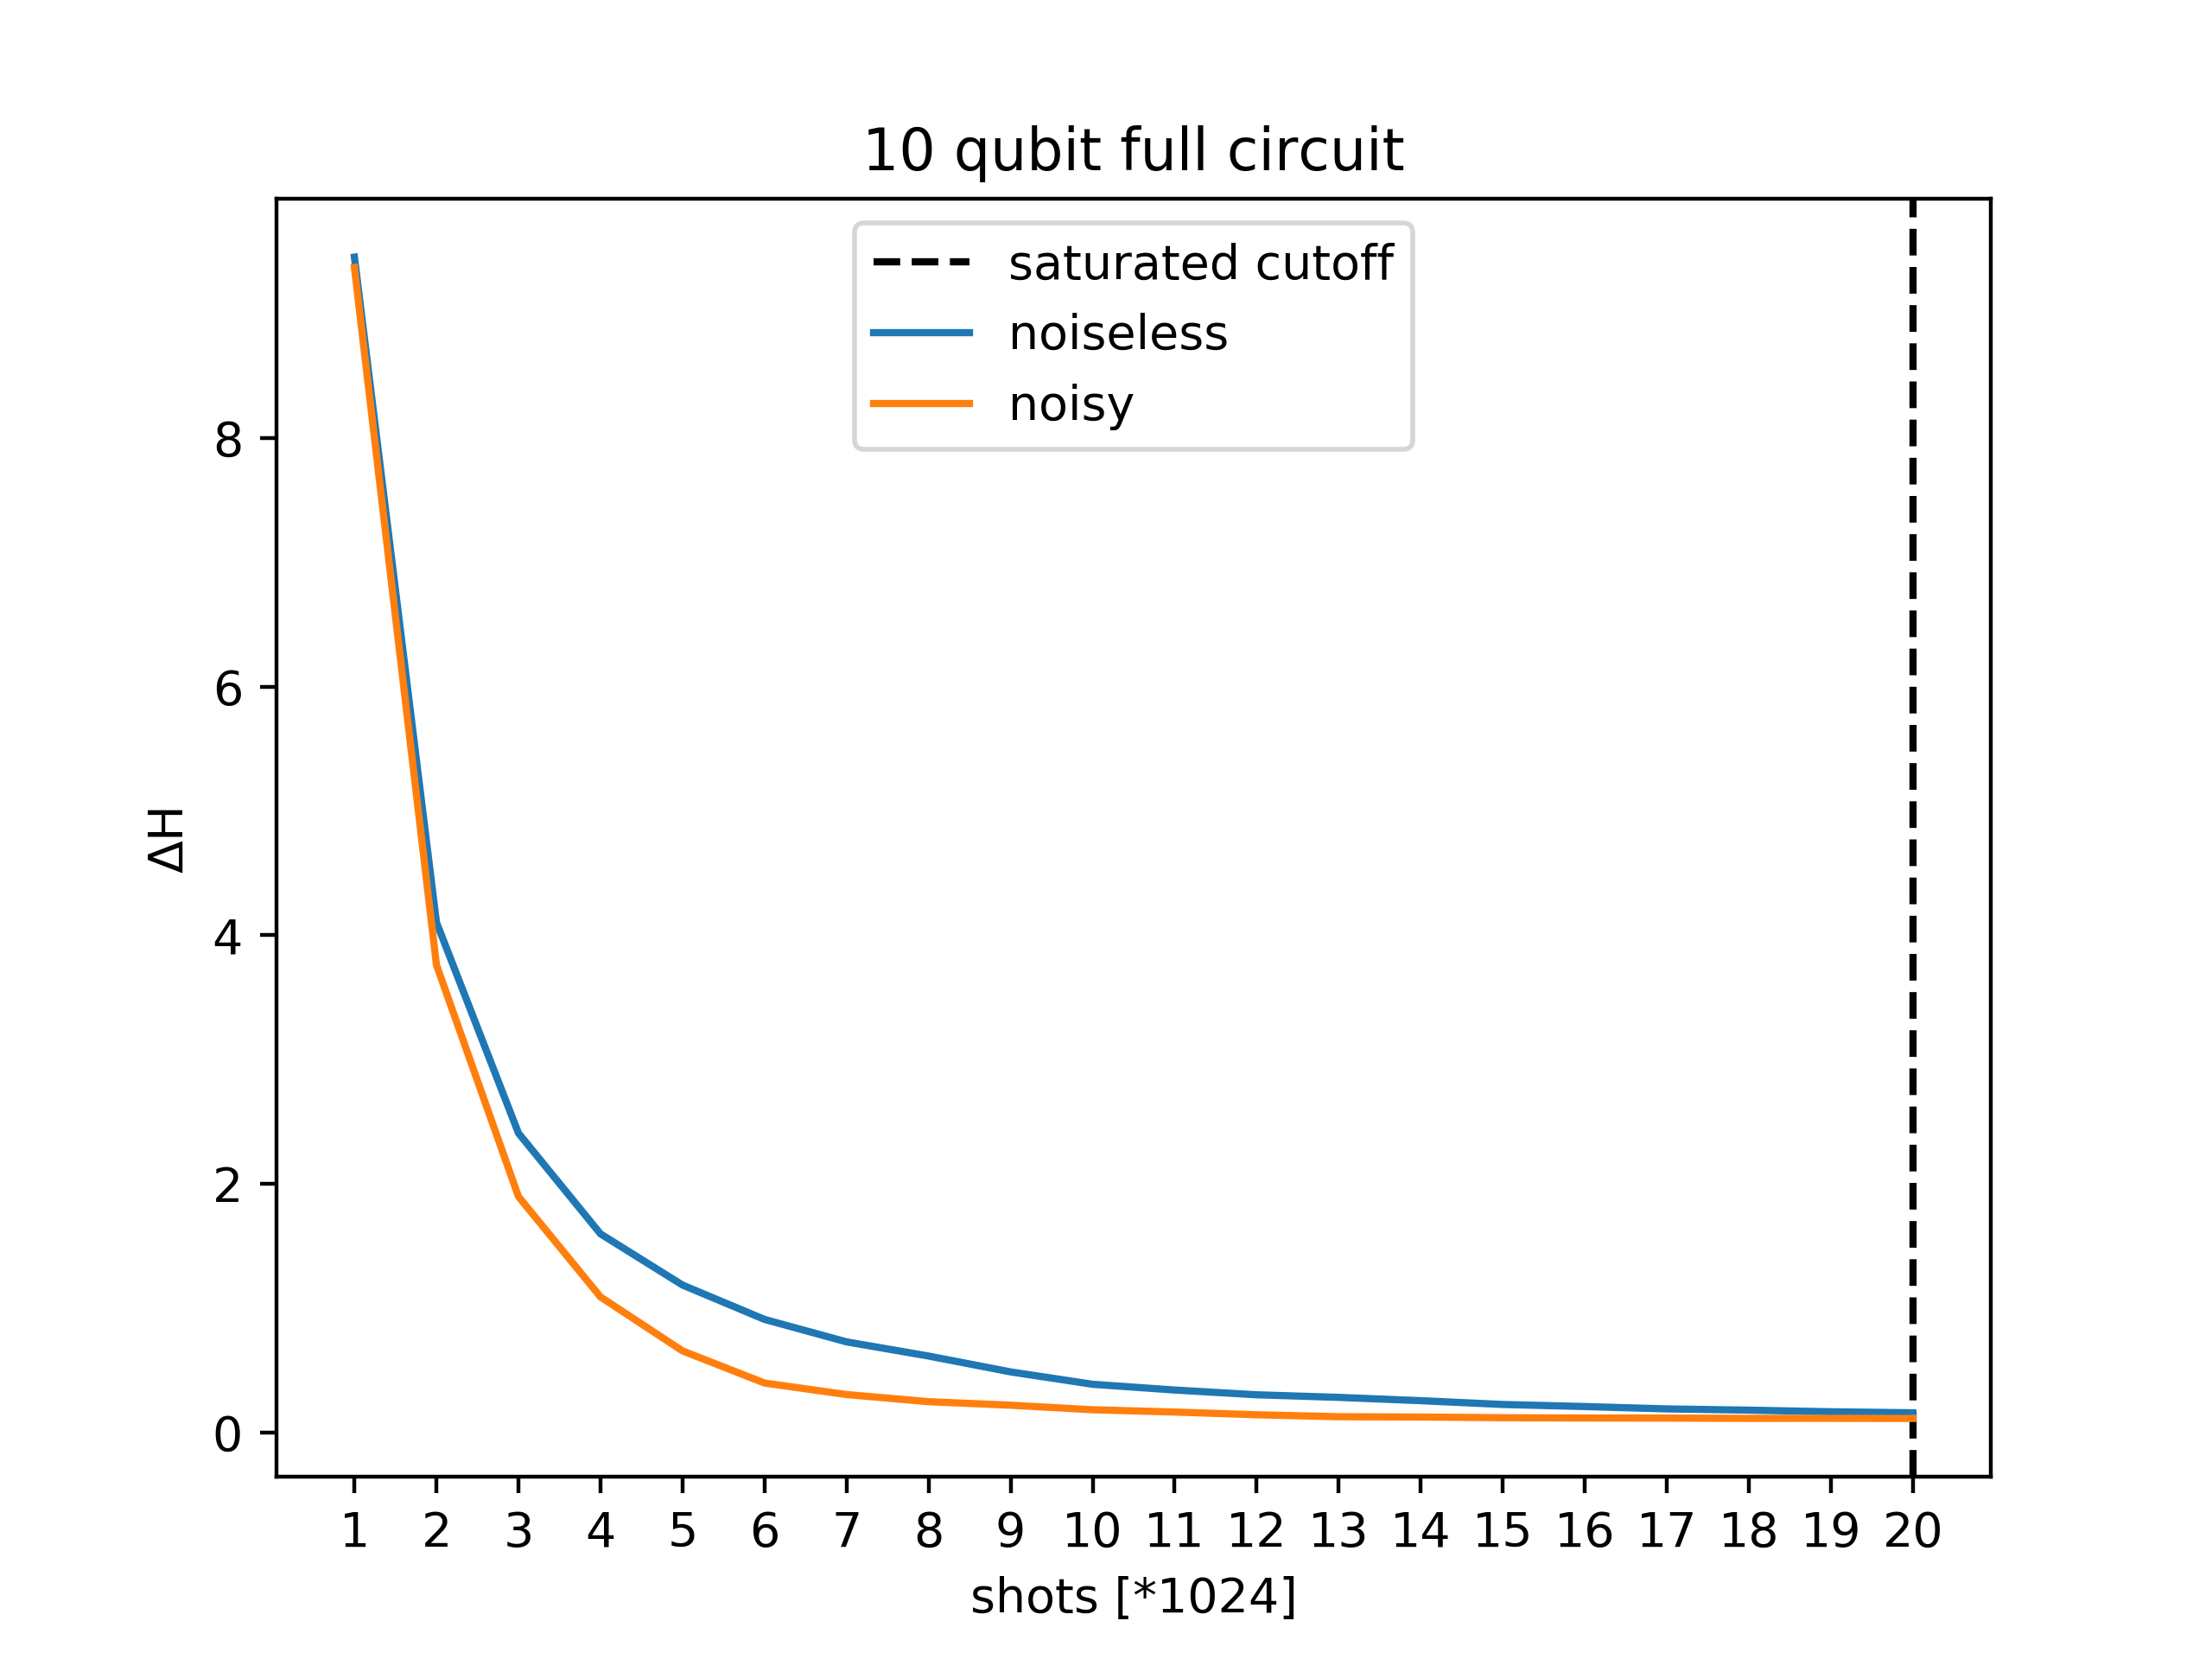 10 qubit full circuit
saturated cutoff
noiseless
noisy
8
6
4
2
0
ΔH
1 2 3 4 5 6 7 8 9 10 11 12 13 14 15 16 17 18 19 20
shots [*1024]